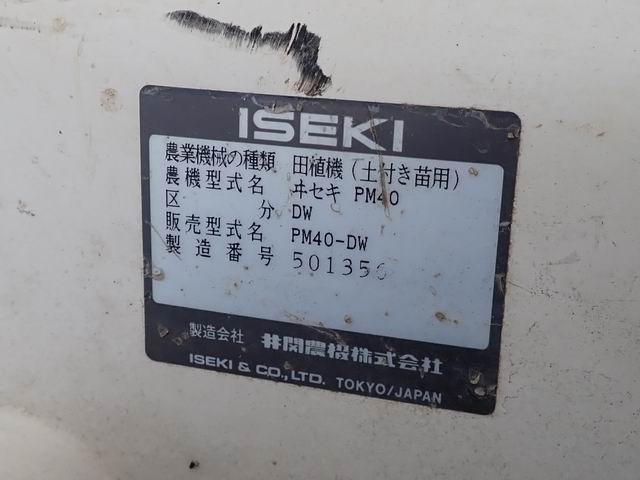 ISEKI
農業機械の種類 田植機(土付き苗用)
農機型式名 ヰセキ PM40
区分 DW
販売型式名 PM40-DW
製造番号 501356
製造会社 井関農機株式会社
ISEKI & CO., LTD. TOKYO/JAPAN